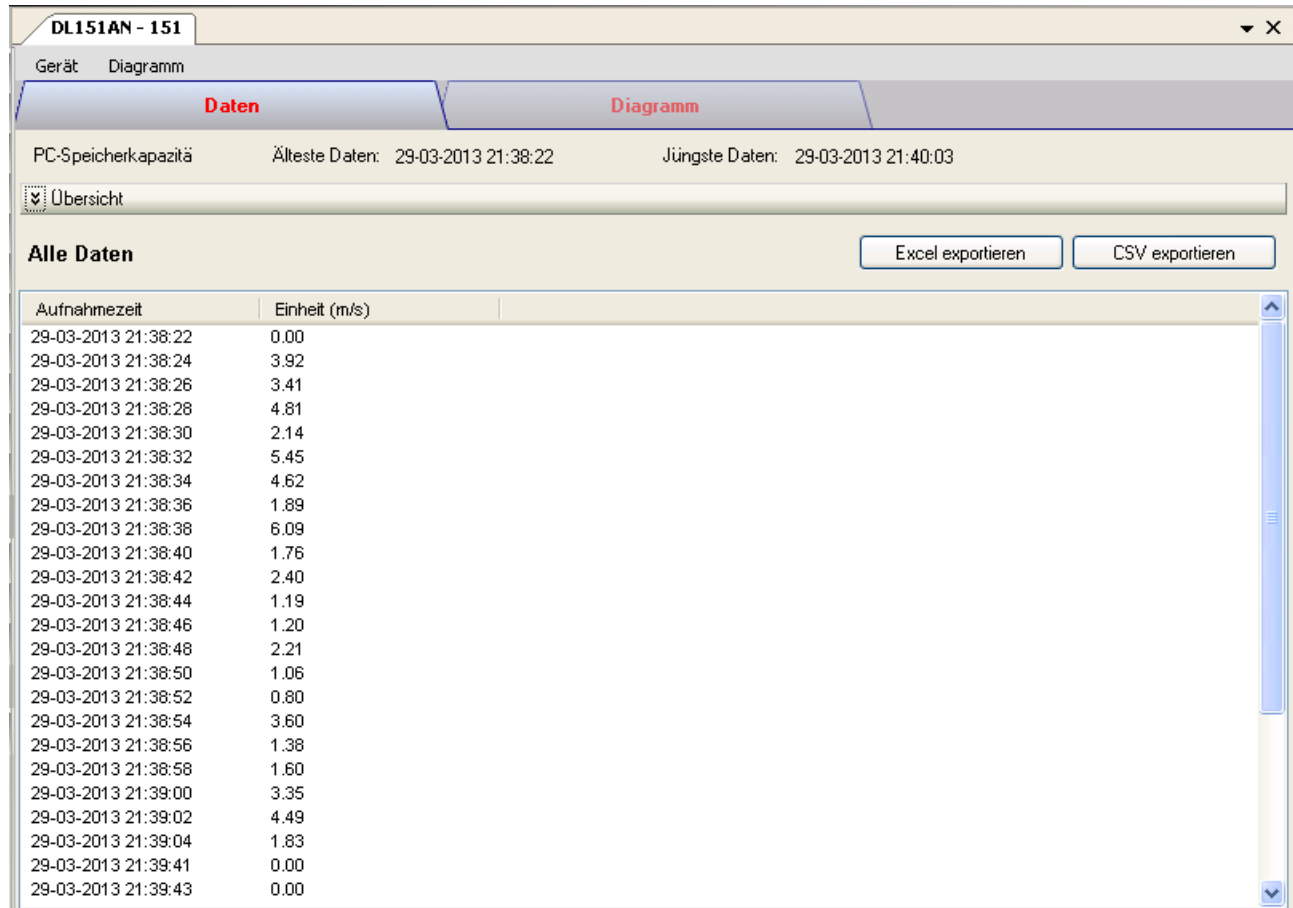 DL151AN - 151
Gerät Diagramm
Daten Diagramm
PC-Speicherkapazitä Älteste Daten: 29-03-2013 21:38:22 Jüngste Daten: 29-03-2013 21:40:03
Übersicht
Alle Daten Excel exportieren CSV exportieren
Aufnahmezeit Einheit (m/s)
29-03-2013 21:38:22 0.00
29-03-2013 21:38:24 3.92
29-03-2013 21:38:26 3.41
29-03-2013 21:38:28 4.81
29-03-2013 21:38:30 2.14
29-03-2013 21:38:32 5.45
29-03-2013 21:38:34 4.62
29-03-2013 21:38:36 1.89
29-03-2013 21:38:38 6.09
29-03-2013 21:38:40 1.76
29-03-2013 21:38:42 2.40
29-03-2013 21:38:44 1.19
29-03-2013 21:38:46 1.20
29-03-2013 21:38:48 2.21
29-03-2013 21:38:50 1.06
29-03-2013 21:38:52 0.80
29-03-2013 21:38:54 3.60
29-03-2013 21:38:56 1.38
29-03-2013 21:38:58 1.60
29-03-2013 21:39:00 3.35
29-03-2013 21:39:02 4.49
29-03-2013 21:39:04 1.83
29-03-2013 21:39:41 0.00
29-03-2013 21:39:43 0.00